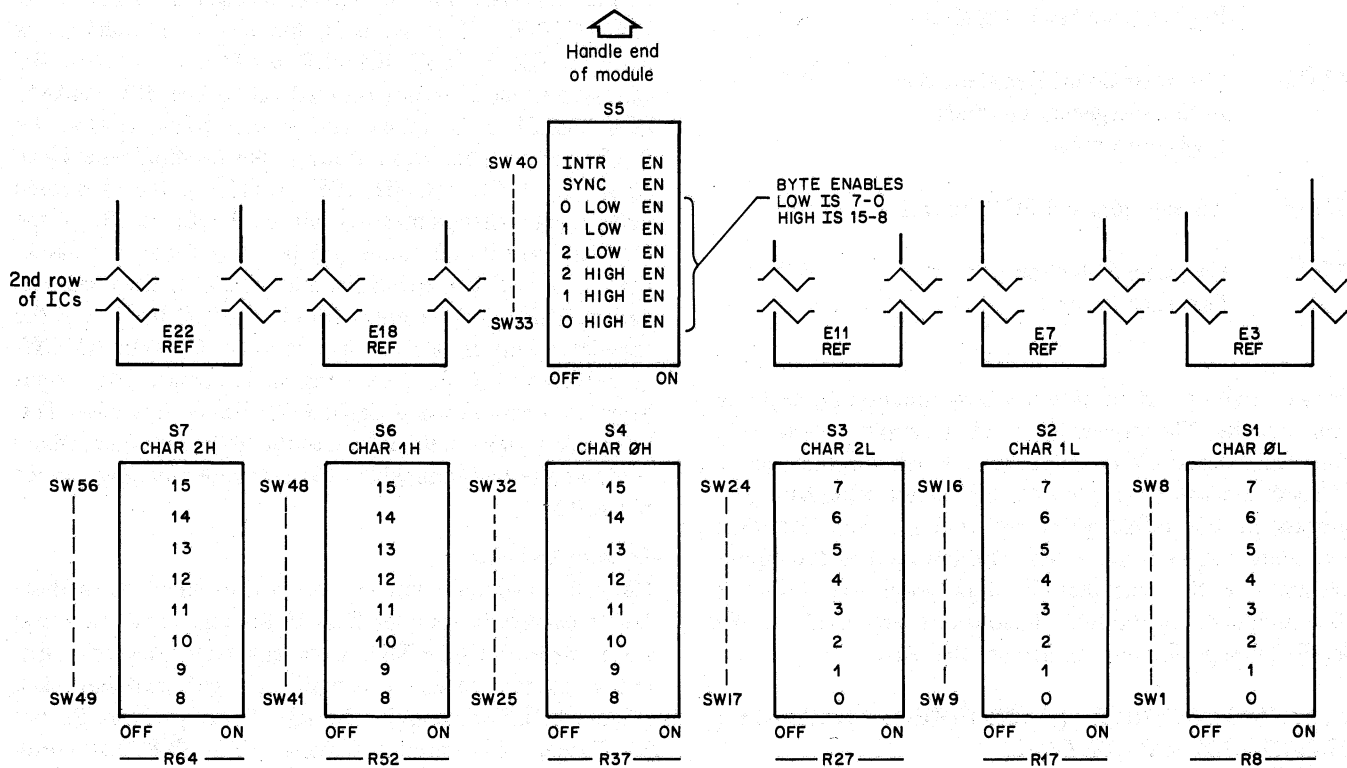 Handle end
of module
S5
SW40 INTR EN
SYNC EN
0 LOW EN
1 LOW EN
2 LOW EN
2 HIGH EN
1 HIGH EN
SW33 0 HIGH EN
OFF ON
BYTE ENABLES
LOW IS 7-0
HIGH IS 15-8
2nd row
of ICs
E22
REF
E18
REF
E11
REF
E7
REF
E3
REF
S7
CHAR 2H
SW56 15
14
13
12
11
10
9
SW49 8
OFF ON
R64
S6
CHAR 1H
SW48 15
14
13
12
11
10
9
SW41 8
OFF ON
R52
S4
CHAR ØH
SW32 15
14
13
12
11
10
9
SW25 8
OFF ON
R37
S3
CHAR 2L
SW24 7
6
5
4
3
2
1
SW17 0
OFF ON
R27
S2
CHAR 1L
SW16 7
6
5
4
3
2
1
SW9 0
OFF ON
R17
S1
CHAR ØL
SW8 7
6
5
4
3
2
1
SW1 0
OFF ON
R8